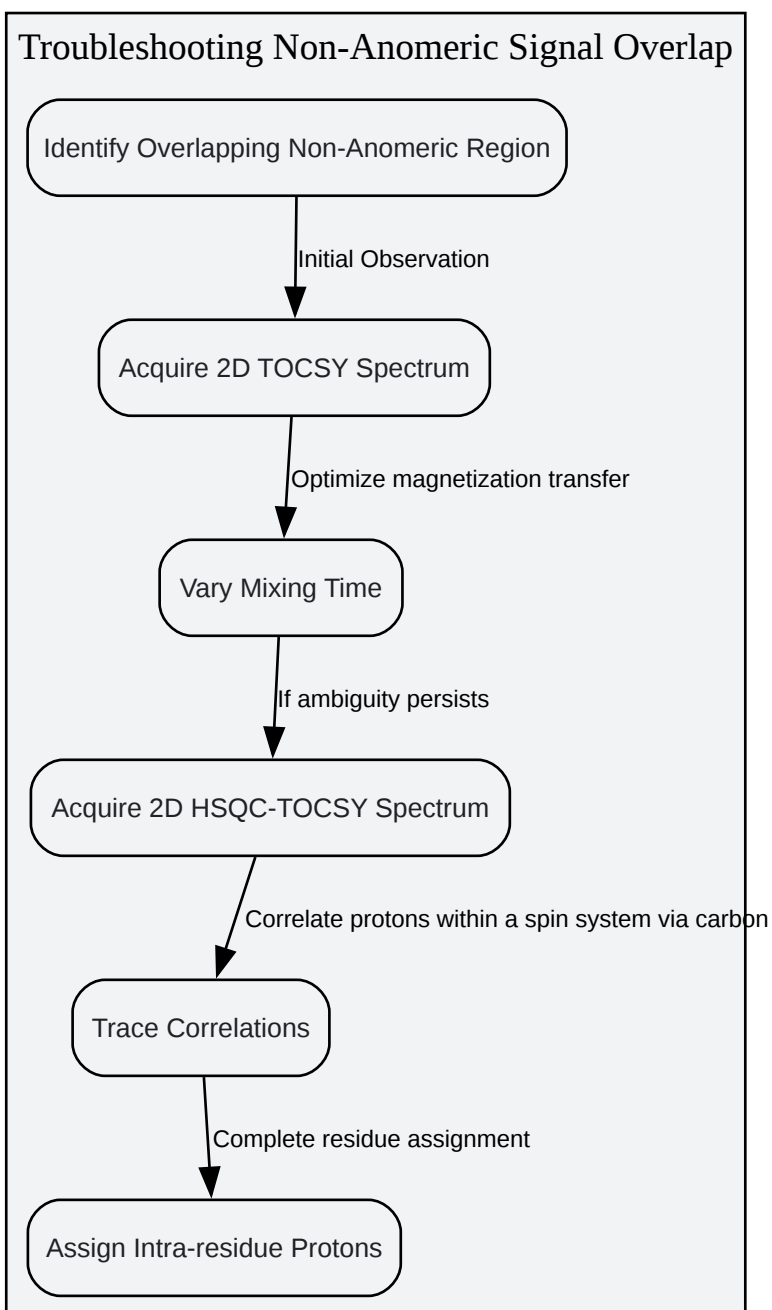 Troubleshooting Non-Anomeric Signal Overlap
Identify Overlapping Non-Anomeric Region
Initial Observation
Acquire 2D TOCSY Spectrum
Optimize magnetization transfer
Vary Mixing Time
If ambiguity persists
Acquire 2D HSQC-TOCSY Spectrum
Correlate protons within a spin system via carbon
Trace Correlations
Complete residue assignment
Assign Intra-residue Protons